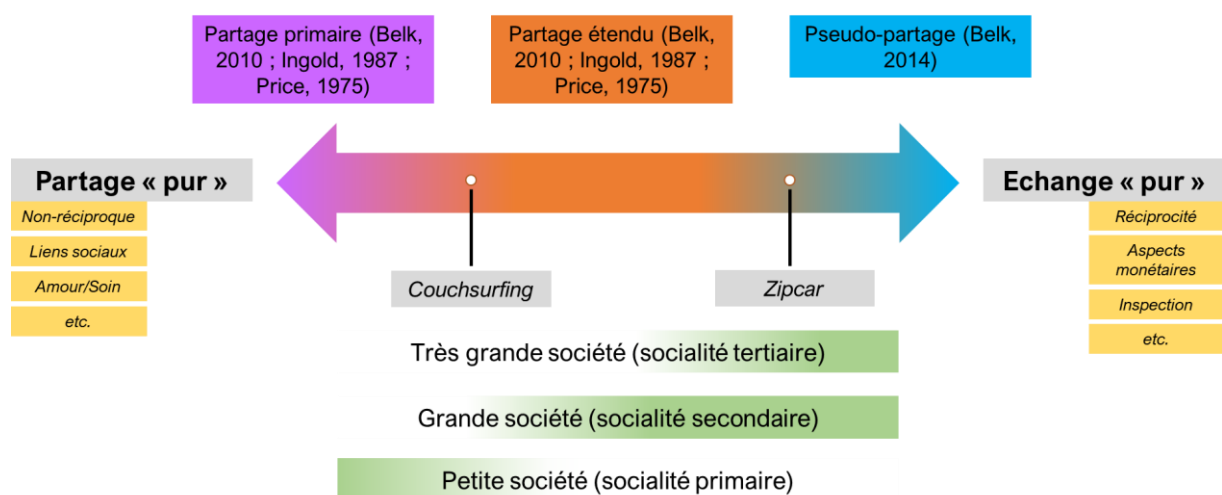 Partage primaire (Belk,
2010 ; Ingold, 1987 ;
Price, 1975)
Partage étendu (Belk,
2010 ; Ingold, 1987 ;
Price, 1975)
Pseudo-partage (Belk,
2014)
Partage « pur »
Non-réciproque
Liens sociaux
Amour/Soin
etc.
Echange « pur »
Réciprocité
Aspects
monétaires
Inspection
etc.
Couchsurfing
Zipcar
Très grande société (socialité tertiaire)
Grande société (socialité secondaire)
Petite société (socialité primaire)